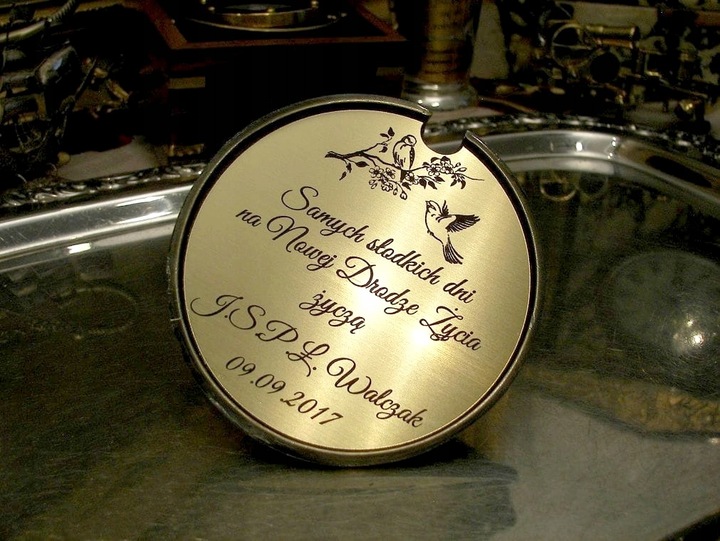 Samych słodkich dni
na Nowej Drodze Życia
życzą
J.S.P.Ł. Walczak
09.09.2017